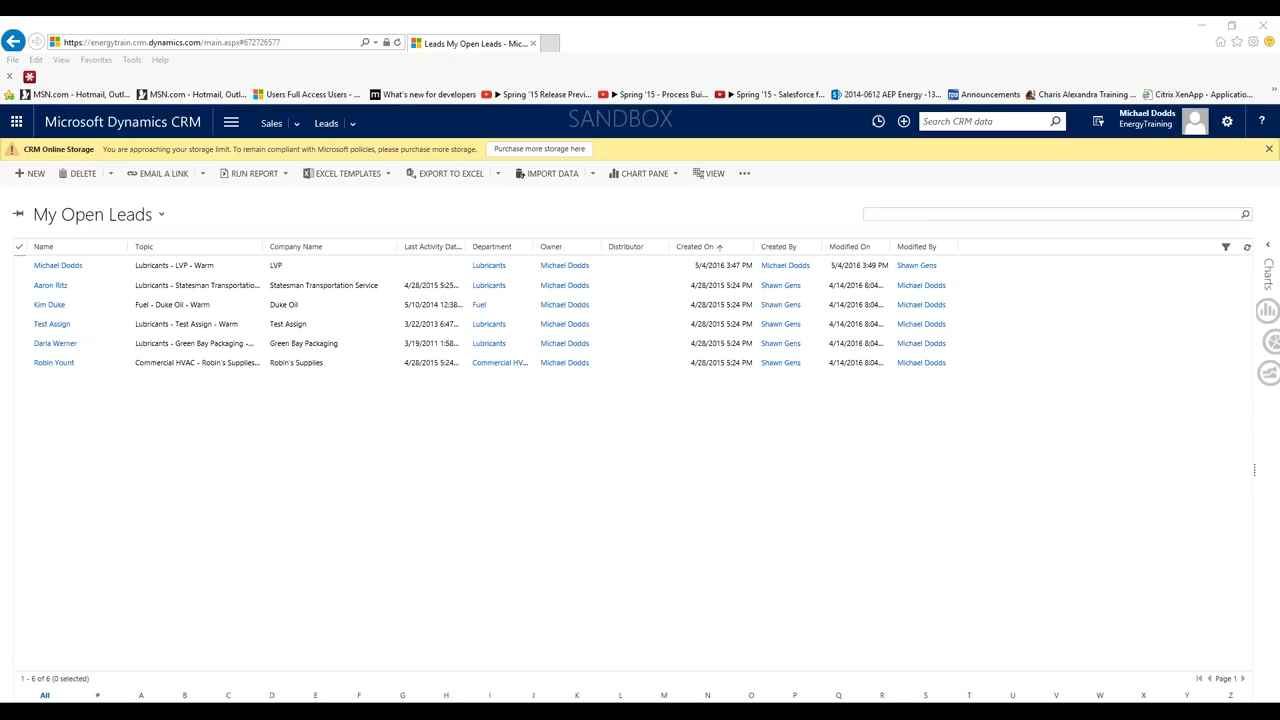 https://energytrain.crm.dynamics.com/main.aspx#672726577
Leads My Open Leads - Mic...
File Edit View Favorites Tools Help
MSN.com - Hotmail, Outl... MSN.com - Hotmail, Outl... Users Full Access Users - ... What's new for developers Spring '15 Release Previ... Spring '15 - Process Bui... Spring '15 - Salesforce f... 2014-0612 AEP Energy -13... Announcements Charis Alexandra Training ... Citrix XenApp - Applicatio...
Microsoft Dynamics CRM Sales Leads SANDBOX Search CRM data Michael Dodds
EnergyTraining
CRM Online Storage You are approaching your storage limit. To remain compliant with Microsoft policies, please purchase more storage. Purchase more storage here
NEW DELETE EMAIL A LINK RUN REPORT EXCEL TEMPLATES EXPORT TO EXCEL IMPORT DATA CHART PANE VIEW
My Open Leads
Name Topic Company Name Last Activity Dat... Department Owner Distributor Created On Created By Modified On Modified By
Michael Dodds Lubricants - LVP - Warm LVP Lubricants Michael Dodds 5/4/2016 3:47 PM Michael Dodds 5/4/2016 3:49 PM Shawn Gens
Aaron Ritz Lubricants - Statesman Transportatio... Statesman Transportation Service 4/28/2015 5:25... Lubricants Michael Dodds 4/28/2015 5:24 PM Shawn Gens 4/14/2016 8:04... Michael Dodds
Kim Duke Fuel - Duke Oil - Warm Duke Oil 5/10/2014 12:38... Fuel Michael Dodds 4/28/2015 5:24 PM Shawn Gens 4/14/2016 8:04... Michael Dodds
Test Assign Lubricants - Test Assign - Warm Test Assign 3/22/2013 6:47... Lubricants Michael Dodds 4/28/2015 5:24 PM Shawn Gens 4/14/2016 8:04... Michael Dodds
Darla Werner Lubricants - Green Bay Packaging -... Green Bay Packaging 3/19/2011 1:58... Lubricants Michael Dodds 4/28/2015 5:24 PM Shawn Gens 4/14/2016 8:04... Michael Dodds
Robin Yount Commercial HVAC - Robin's Supplies... Robin's Supplies 4/28/2015 5:24... Commercial HV... Michael Dodds 4/28/2015 5:24 PM Shawn Gens 4/14/2016 8:04... Michael Dodds
Charts
1 - 6 of 6 (0 selected) Page 1
All # A B C D E F G H I J K L M N O P Q R S T U V W X Y Z